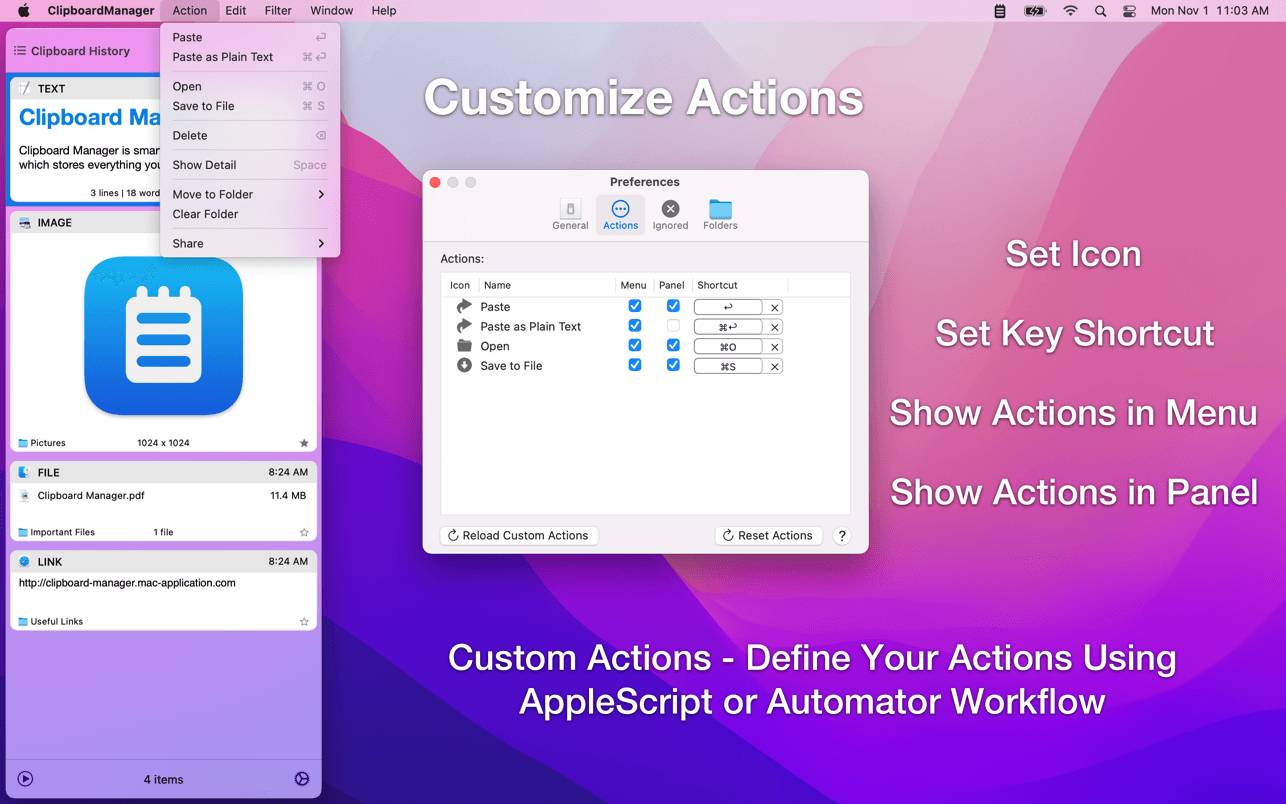 ClipboardManager Action Edit Filter Window Help Mon Nov 1 11:03 AM
Clipboard History
TEXT
Clipboard Ma
Clipboard Manager is smar
which stores everything you
3 lines | 18 word
IMAGE
Pictures 1024 x 1024
FILE 8:24 AM
Clipboard Manager.pdf 11.4 MB
Important Files 1 file
LINK 8:24 AM
http://clipboard-manager.mac-application.com
Useful Links
4 items
Paste ↩
Paste as Plain Text ⌘ ↩
Open ⌘ O
Save to File ⌘ S
Delete ⌫
Show Detail Space
Move to Folder
Clear Folder
Share
Customize Actions
Preferences
General Actions Ignored Folders
Actions:
Icon Name Menu Panel Shortcut
Paste ↩
Paste as Plain Text ⌘↩
Open ⌘O
Save to File ⌘S
Reload Custom Actions Reset Actions ?
Set Icon
Set Key Shortcut
Show Actions in Menu
Show Actions in Panel
Custom Actions - Define Your Actions Using
AppleScript or Automator Workflow